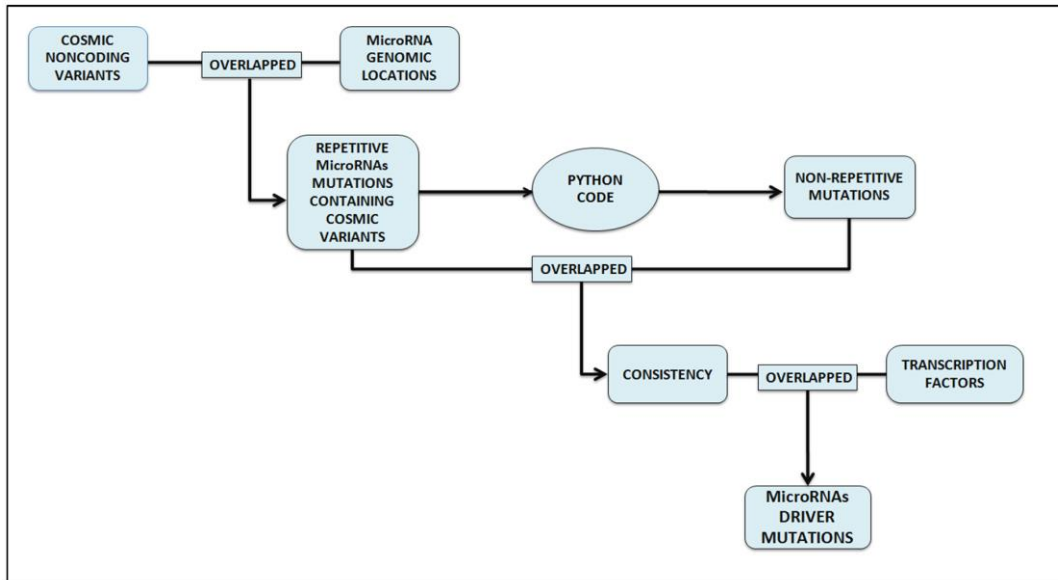 COSMIC
NONCODING
VARIANTS
OVERLAPPED
MicroRNA
GENOMIC
LOCATIONS
REPETITIVE
MicroRNAs
MUTATIONS
CONTAINING
COSMIC
VARIANTS
PYTHON
CODE
NON-REPETITIVE
MUTATIONS
OVERLAPPED
CONSISTENCY
OVERLAPPED
TRANSCRIPTION
FACTORS
MicroRNAs
DRIVER
MUTATIONS